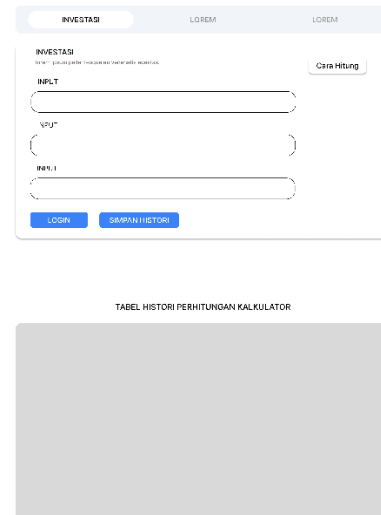 INVESTASI LOREM LOREM
INVESTASI
Cara Hitung
INPUT
INPUT
INPUT
LOGIN SIMPAN HISTORI
TABEL HISTORI PERHITUNGAN KALKULATOR